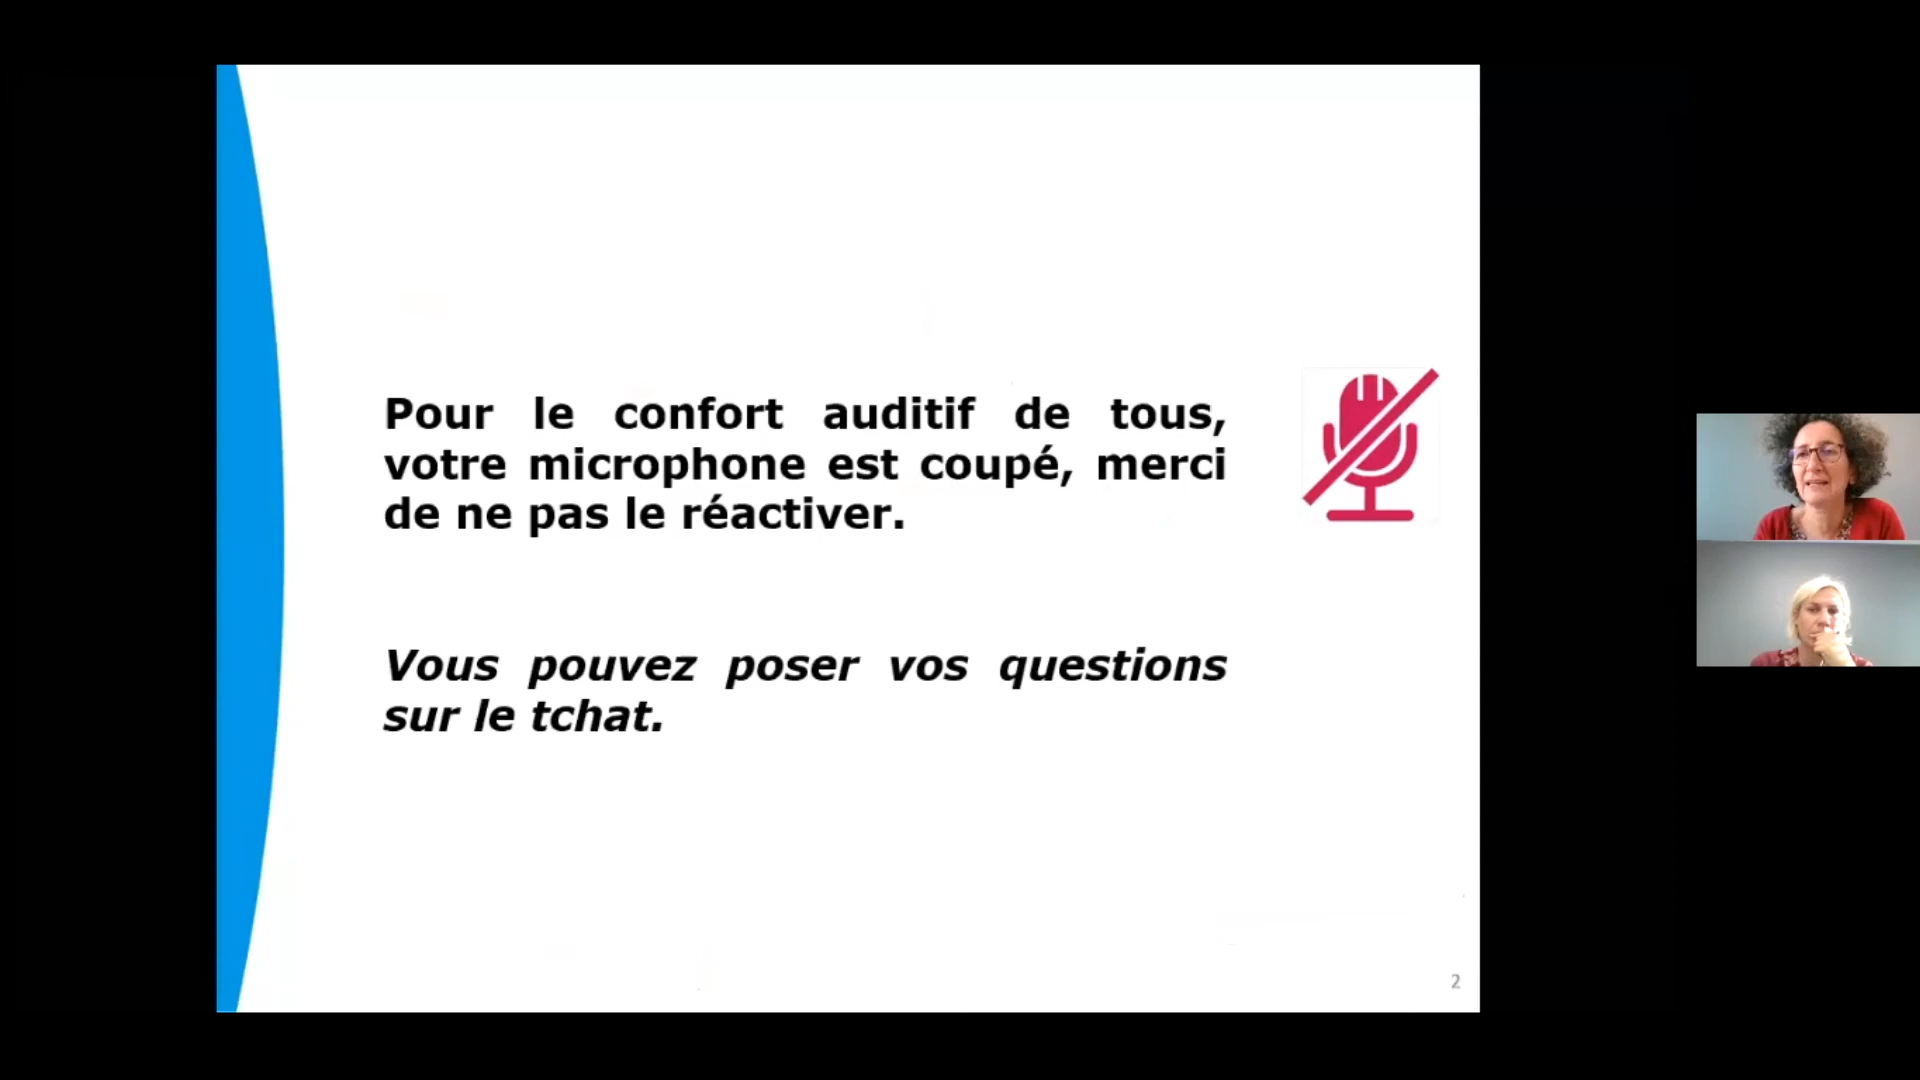 Pour le confort auditif de tous,
votre microphone est coupé, merci
de ne pas le réactiver.
Vous pouvez poser vos questions
sur le tchat.
2